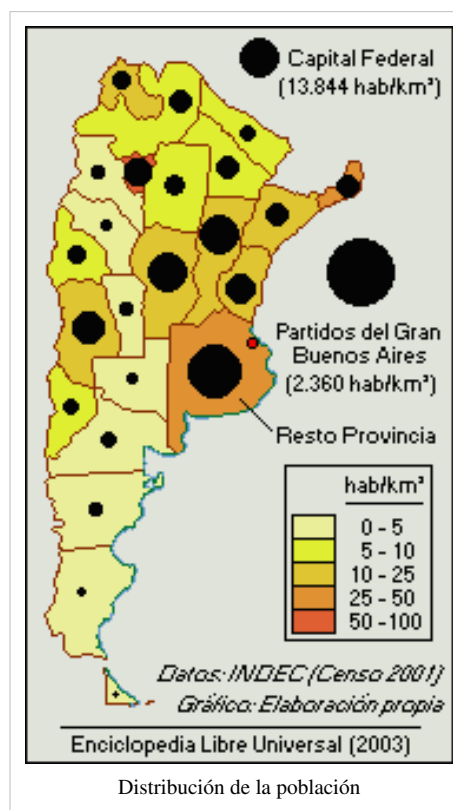 Capital Federal
(13.844 hab/km²)
Partidos del Gran
Buenos Aires
(2.360 hab/km²)
Resto Provincia
hab/km²
0 - 5
5 - 10
10 - 25
25 - 50
50 - 100
Datos: INDEC (Censo 2001)
Gráfico: Elaboración propia
Enciclopedia Libre Universal (2003)
Distribución de la población